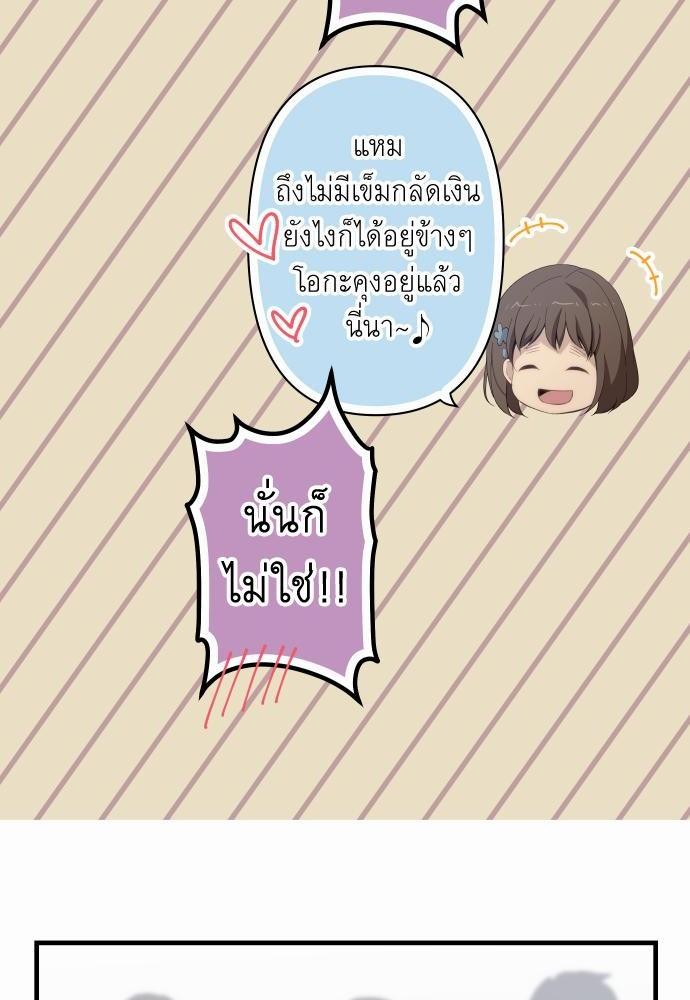 แหม
ถึงไม่มีเข็มกลัดเงิน
ยังไงก็ได้อยู่ข้างๆ
โอกะคุงอยู่แล้ว
นี่นา~♪
นั่นก็
ไม่ใช่!!